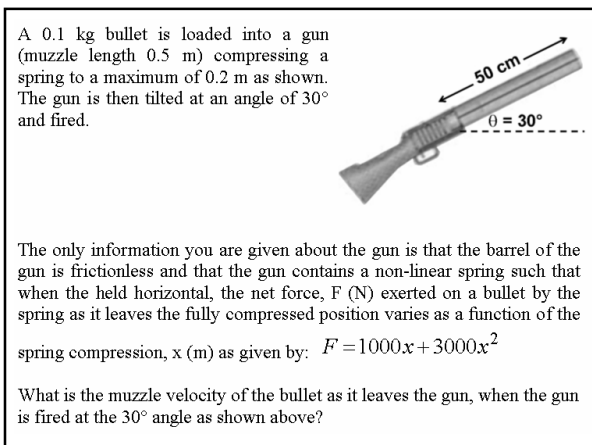 A 0.1 kg bullet is loaded into a gun
(muzzle length 0.5 m) compressing a
spring to a maximum of 0.2 m as shown.
The gun is then tilted at an angle of 30°
and fired.
50 cm
θ = 30°
The only information you are given about the gun is that the barrel of the
gun is frictionless and that the gun contains a non-linear spring such that
when the held horizontal, the net force, F (N) exerted on a bullet by the
spring as it leaves the fully compressed position varies as a function of the
spring compression, x (m) as given by: F = 1000x + 3000x²
What is the muzzle velocity of the bullet as it leaves the gun, when the gun
is fired at the 30° angle as shown above?